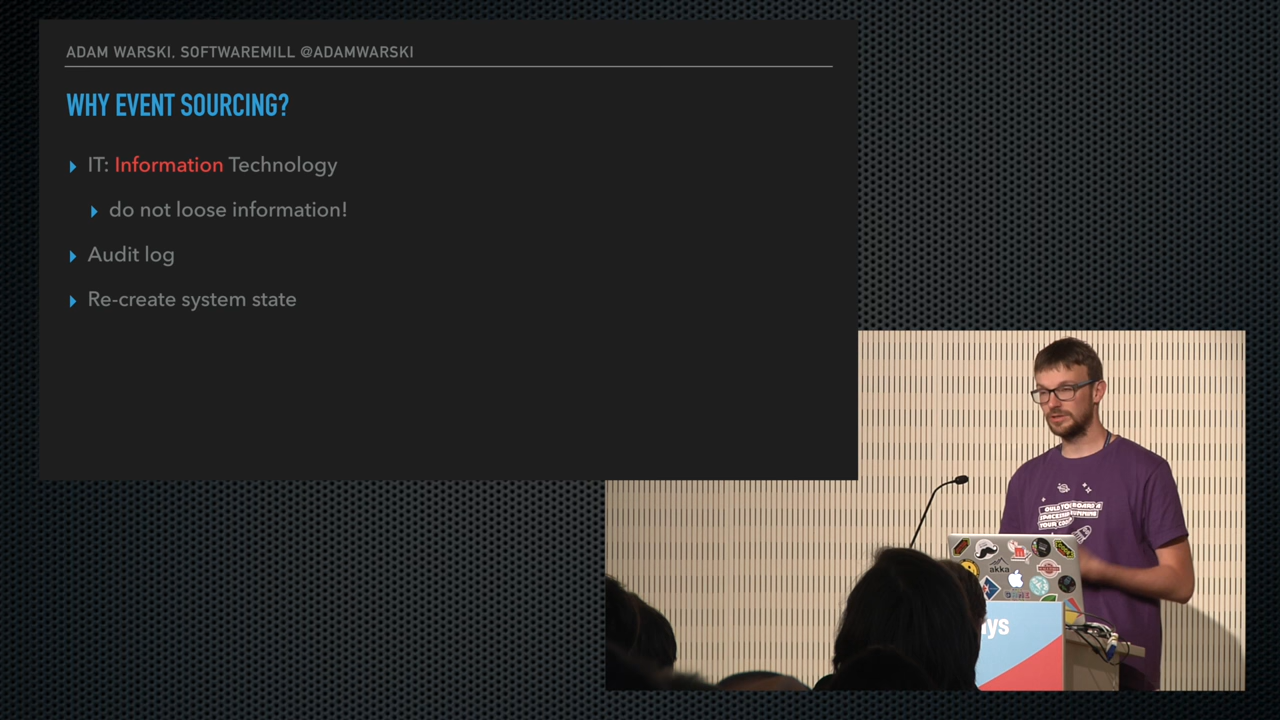 ADAM WARSKI, SOFTWAREMILL @ADAMWARSKI
WHY EVENT SOURCING?
IT: Information Technology
do not loose information!
Audit log
Re-create system state
YOUR
akka